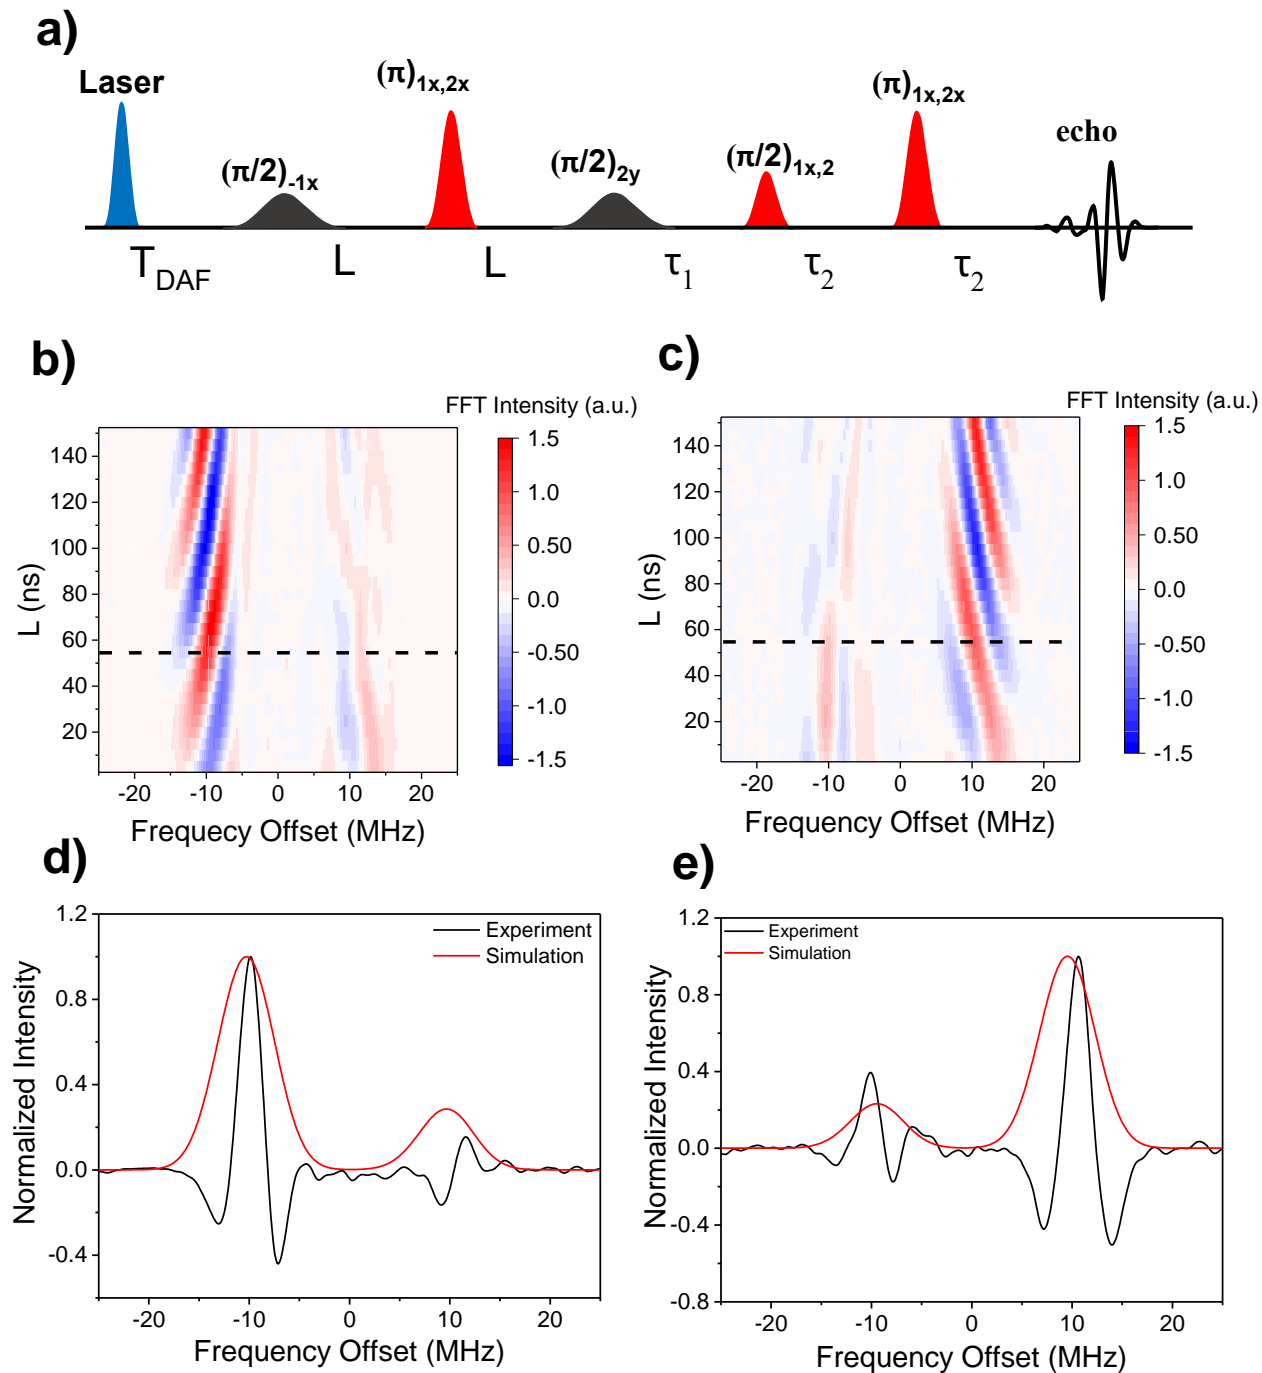 a)
Laser
(π/2)-1x
(π)1x,2x
(π/2)2y
(π/2)1x,2
(π)1x,2x
echo
TDAF
L
L
τ1
τ2
τ2
b)
FFT Intensity (a.u.)
L (ns)
140
120
100
80
60
40
20
-20 -10 0 10 20
Frequecy Offset (MHz)
1.5
1.0
0.50
0.0
-0.50
-1.0
-1.5
c)
FFT Intensity (a.u.)
L (ns)
140
120
100
80
60
40
20
-20 -10 0 10 20
Frequency Offset (MHz)
1.5
1.0
0.50
0.0
-0.50
-1.0
-1.5
d)
Experiment
Simulation
Normalized Intensity
1.2
0.8
0.4
0.0
-0.4
-20 -10 0 10 20
Frequency Offset (MHz)
e)
Experiment
Simulation
Normalized Intensity
1.2
0.8
0.4
0.0
-0.4
-0.8
-20 -10 0 10 20
Frequency Offset (MHz)